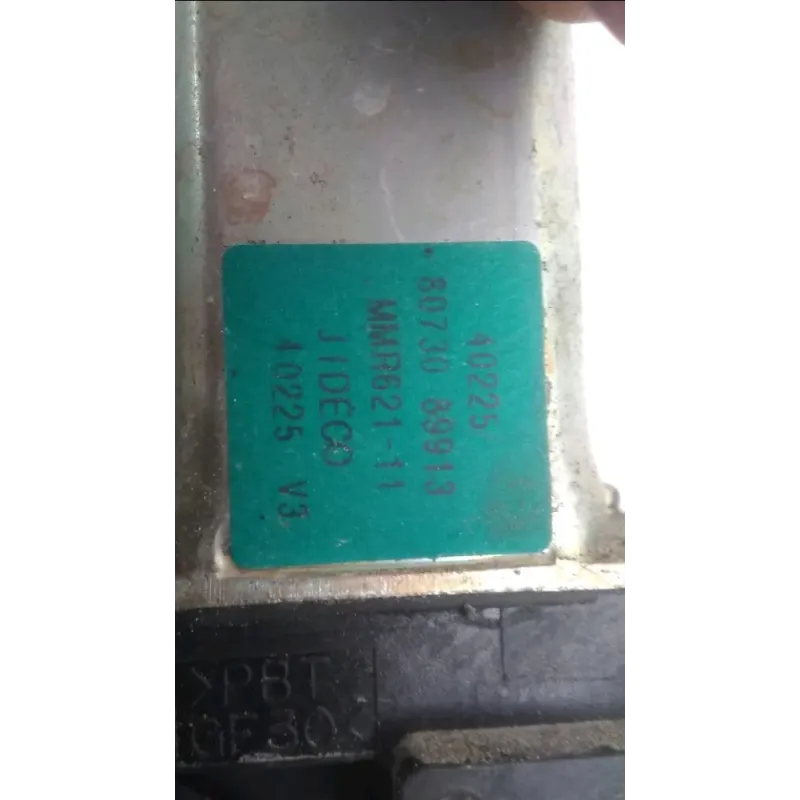 40225
80730 89913
MMR621-11
JIDECO
40225 V3
>PBT
GF30<